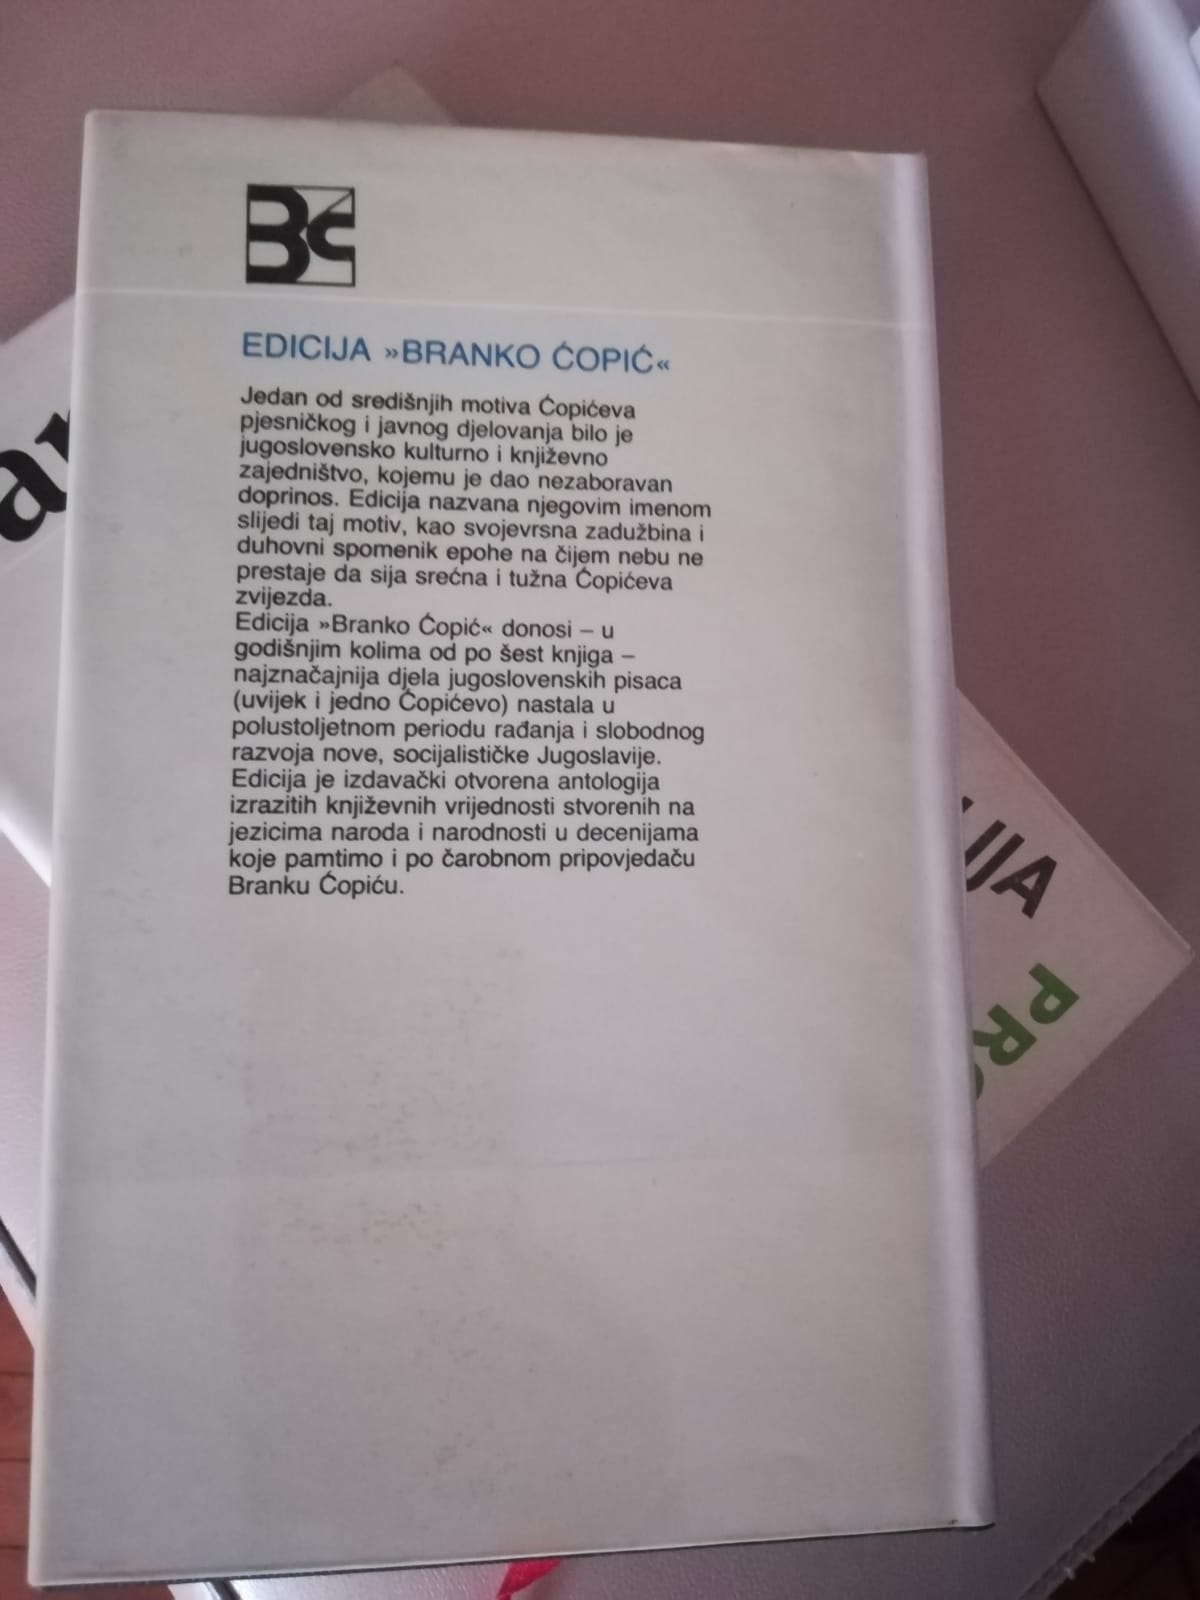 BĆ
EDICIJA »BRANKO ĆOPIĆ«
Jedan od središnjih motiva Ćopićeva
pjesničkog i javnog djelovanja bilo je
jugoslovensko kulturno i književno
zajedništvo, kojemu je dao nezaboravan
doprinos. Edicija nazvana njegovim imenom
slijedi taj motiv, kao svojevrsna zadužbina i
duhovni spomenik epohe na čijem nebu ne
prestaje da sija srećna i tužna Ćopićeva
zvijezda.
Edicija »Branko Ćopić« donosi – u
godišnjim kolima od po šest knjiga –
najznačajnija djela jugoslovenskih pisaca
(uvijek i jedno Ćopićevo) nastala u
polustoljetnom periodu rađanja i slobodnog
razvoja nove, socijalističke Jugoslavije.
Edicija je izdavački otvorena antologija
izrazitih književnih vrijednosti stvorenih na
jezicima naroda i narodnosti u decenijama
koje pamtimo i po čarobnom pripovjedaču
Branku Ćopiću.